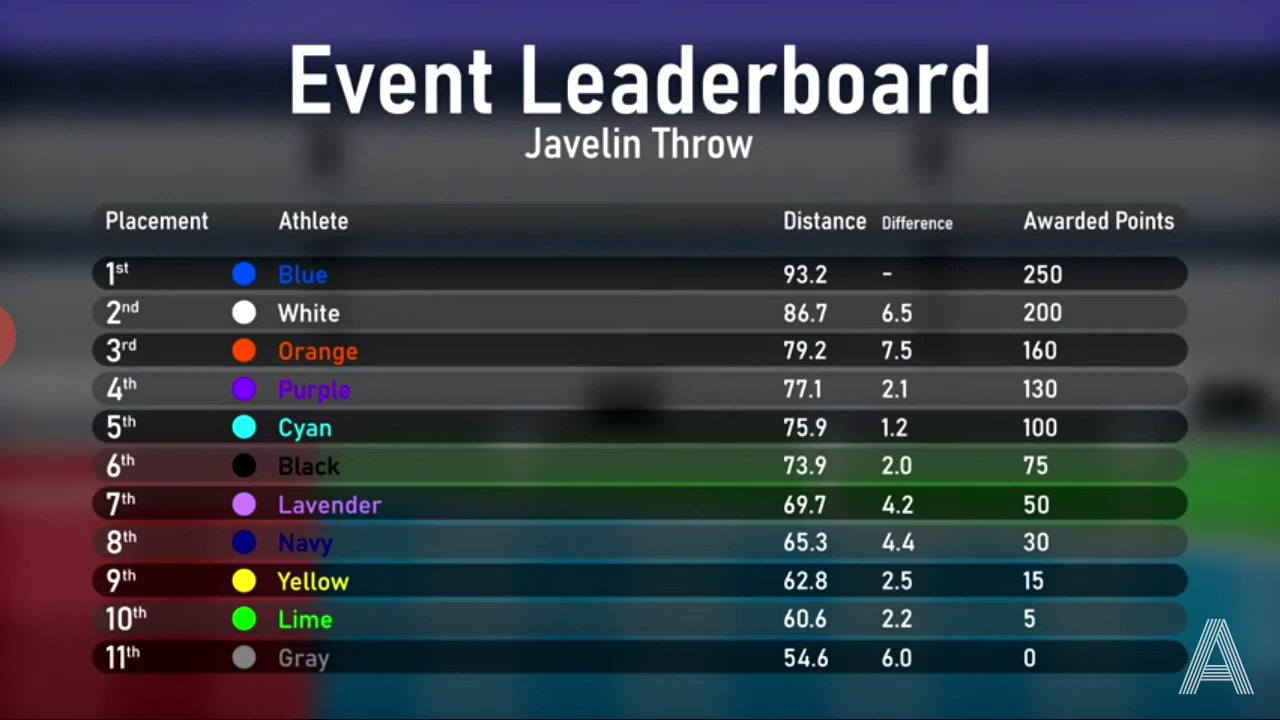 Event Leaderboard
Javelin Throw
Placement Athlete Distance Difference Awarded Points
1st Blue 93.2 - 250
2nd White 86.7 6.5 200
3rd Orange 79.2 7.5 160
4th Purple 77.1 2.1 130
5th Cyan 75.9 1.2 100
6th Black 73.9 2.0 75
7th Lavender 69.7 4.2 50
8th Navy 65.3 4.4 30
9th Yellow 62.8 2.5 15
10th Lime 60.6 2.2 5
11th Gray 54.6 6.0 0
A